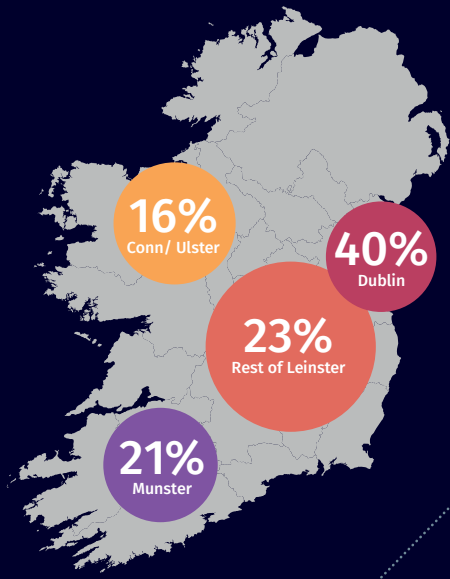 16%
Conn/ Ulster
40%
Dublin
23%
Rest of Leinster
21%
Munster